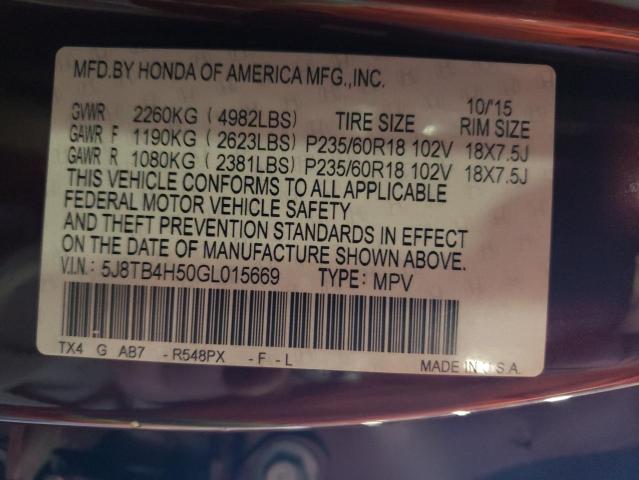 MFD.BY HONDA OF AMERICA MFG.,INC.
10/'15
GVWR 2260KG (4982LBS) TIRE SIZE RIM SIZE
GAWR F 1190KG (2623LBS) P235/60R18 102V 18X7.5J
GAWR R 1080KG (2381LBS) P235/60R18 102V 18X7.5J
THIS VEHICLE CONFORMS TO ALL APPLICABLE
FEDERAL MOTOR VEHICLE SAFETY
AND THEFT PREVENTION STANDARDS IN EFFECT
ON THE DATE OF MANUFACTURE SHOWN ABOVE.
V.I.N.: 5J8TB4H50GL015669 TYPE: MPV
TX4 G AB7 -R548PX -F-L
MADE IN U.S.A.